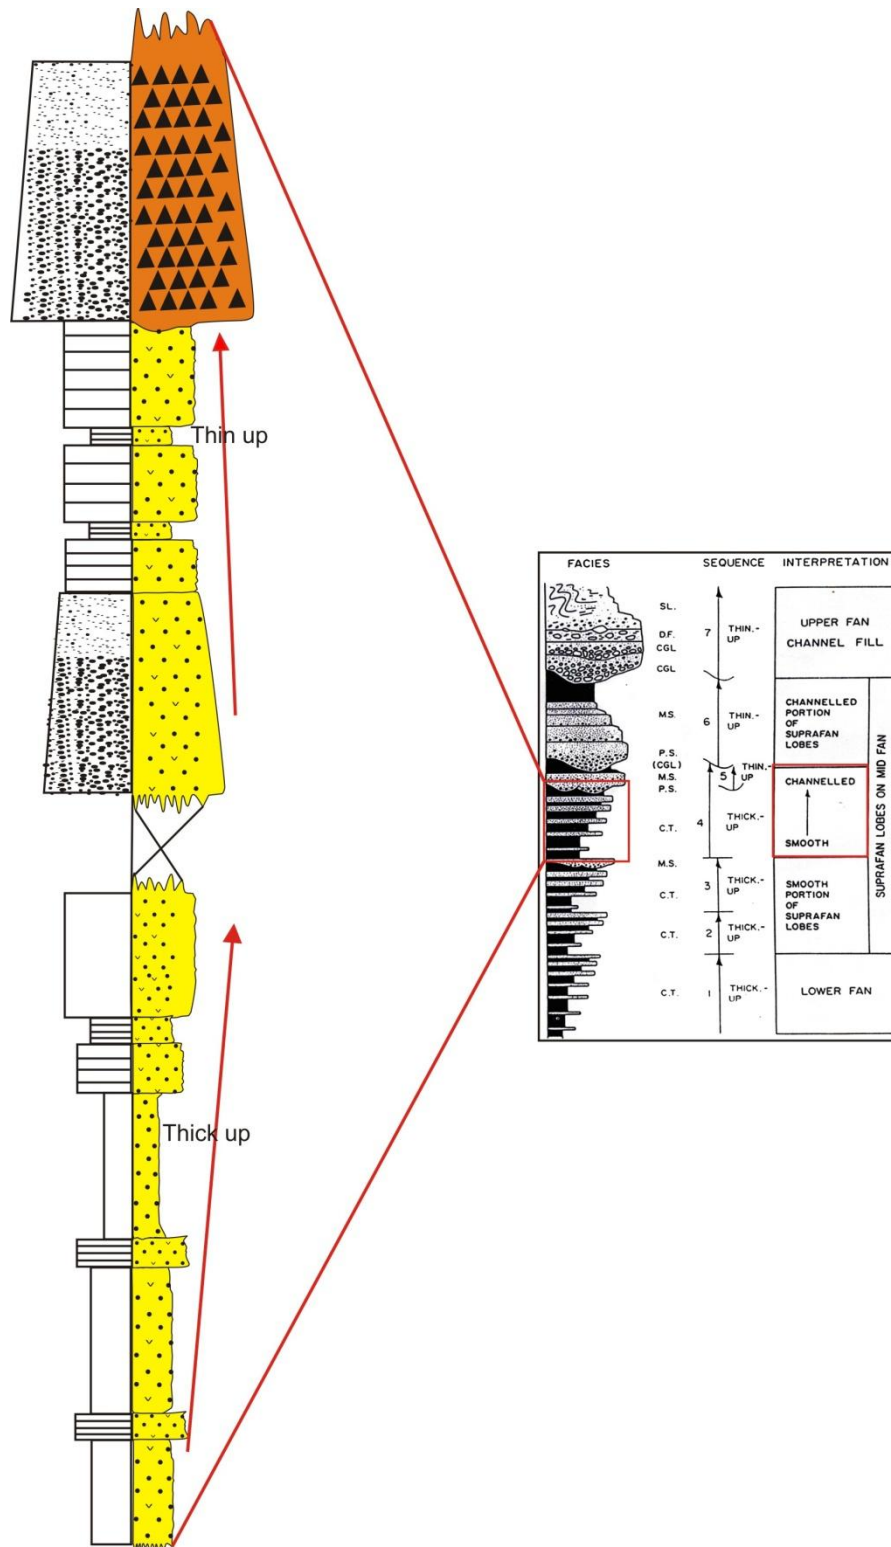 Thin up
Thick up
FACIES SEQUENCE INTERPRETATION
SL.
D.F.
CGL
CGL
7 THIN.-
UP
UPPER FAN
CHANNEL FILL
M.S.
P.S.
(CGL)
6 THIN.-
UP
CHANNELLED
PORTION
OF
SUPRAFAN
LOBES
M.S.
P.S.
5 THIN.-
UP
CHANNELLED
SMOOTH
C.T.
4 THICK.-
UP
M.S.
C.T.
3 THICK.-
UP
SMOOTH
PORTION
OF
SUPRAFAN
LOBES
C.T.
2 THICK.-
UP
SUPRAFAN LOBES ON MID FAN
C.T.
1 THICK.-
UP
LOWER FAN